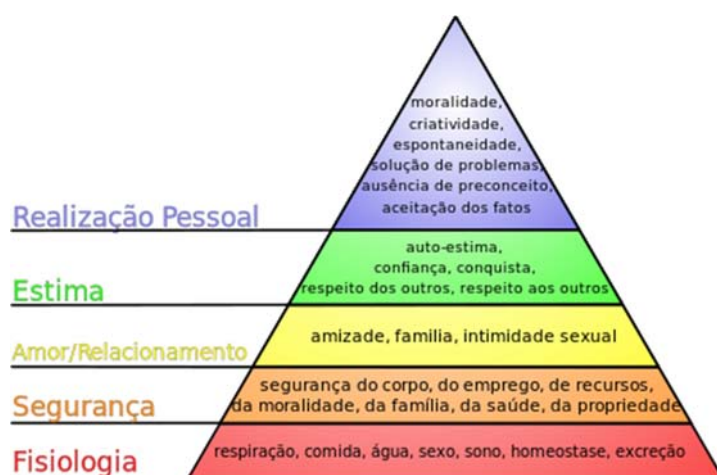 moralidade,
criatividade,
espontaneidade,
solução de problemas,
ausência de preconceito,
aceitação dos fatos
Realização Pessoal
auto-estima,
confiança, conquista,
respeito dos outros, respeito aos outros
Estima
amizade, familia, intimidade sexual
Amor/Relacionamento
segurança do corpo, do emprego, de recursos,
da moralidade, da família, da saúde, da propriedade
Segurança
respiração, comida, água, sexo, sono, homeostase, excreção
Fisiologia